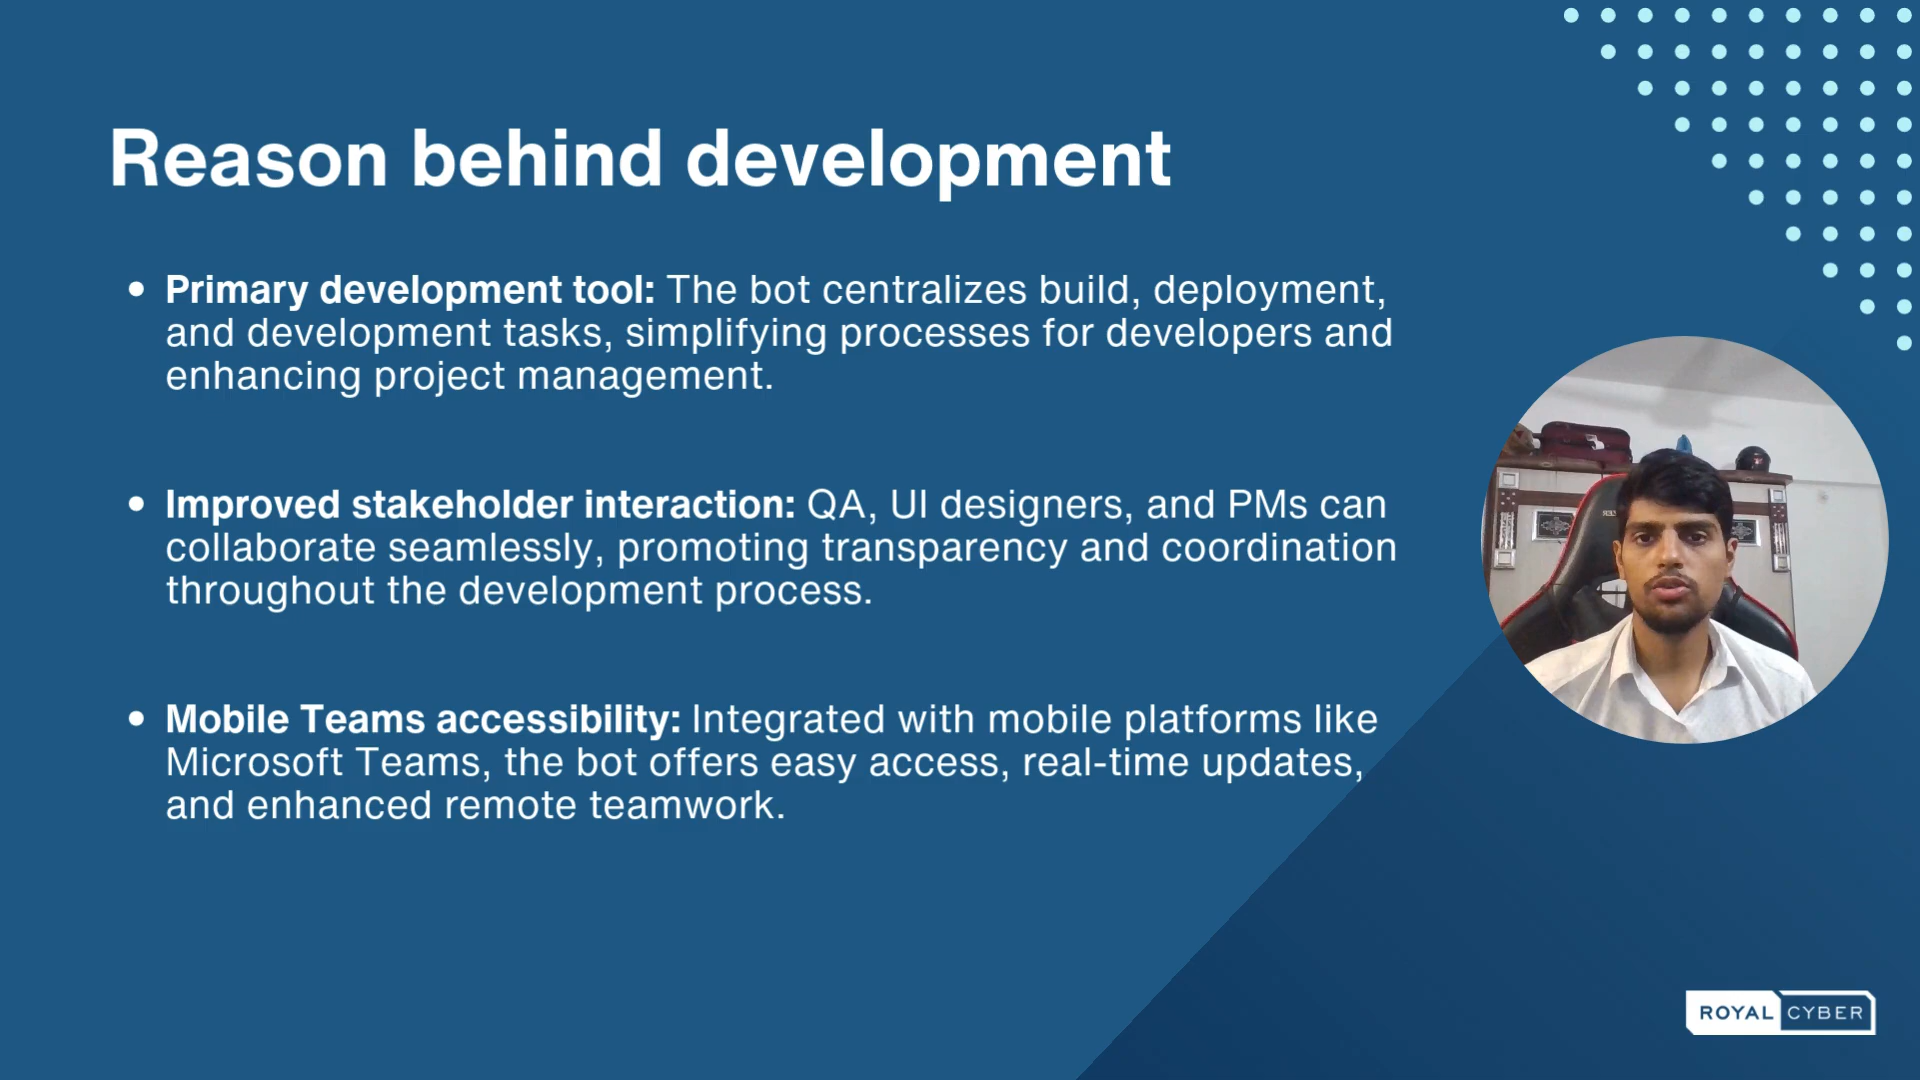 Reason behind development
• Primary development tool: The bot centralizes build, deployment,
and development tasks, simplifying processes for developers and
enhancing project management.
• Improved stakeholder interaction: QA, UI designers, and PMs can
collaborate seamlessly, promoting transparency and coordination
throughout the development process.
• Mobile Teams accessibility: Integrated with mobile platforms like
Microsoft Teams, the bot offers easy access, real-time updates,
and enhanced remote teamwork.
ROYAL CYBER